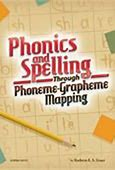 Phonics
and Spelling
Through
Phoneme-Grapheme
Mapping